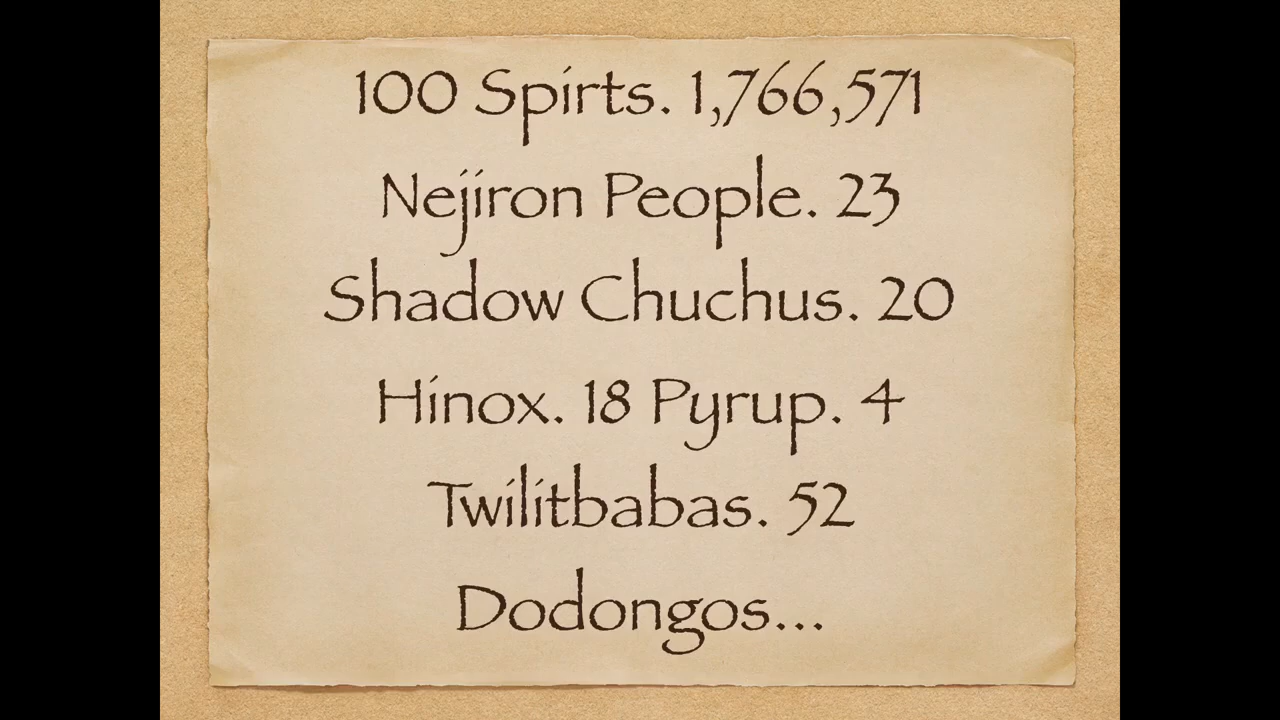 100 Spirts. 1,766,571
Nejiron People. 23
Shadow Chuchus. 20
Hinox. 18 Pyrup. 4
Twilitbabas. 52
Dodongos...